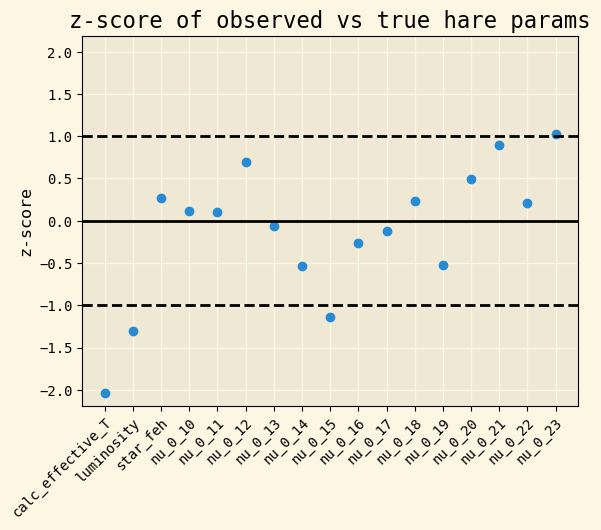 z-score of observed vs true hare params
z-score
2.0
1.5
1.0
0.5
0.0
−0.5
−1.0
−1.5
−2.0
calc_effective_T
luminosity
star_feh
nu_0_10
nu_0_11
nu_0_12
nu_0_13
nu_0_14
nu_0_15
nu_0_16
nu_0_17
nu_0_18
nu_0_19
nu_0_20
nu_0_21
nu_0_22
nu_0_23